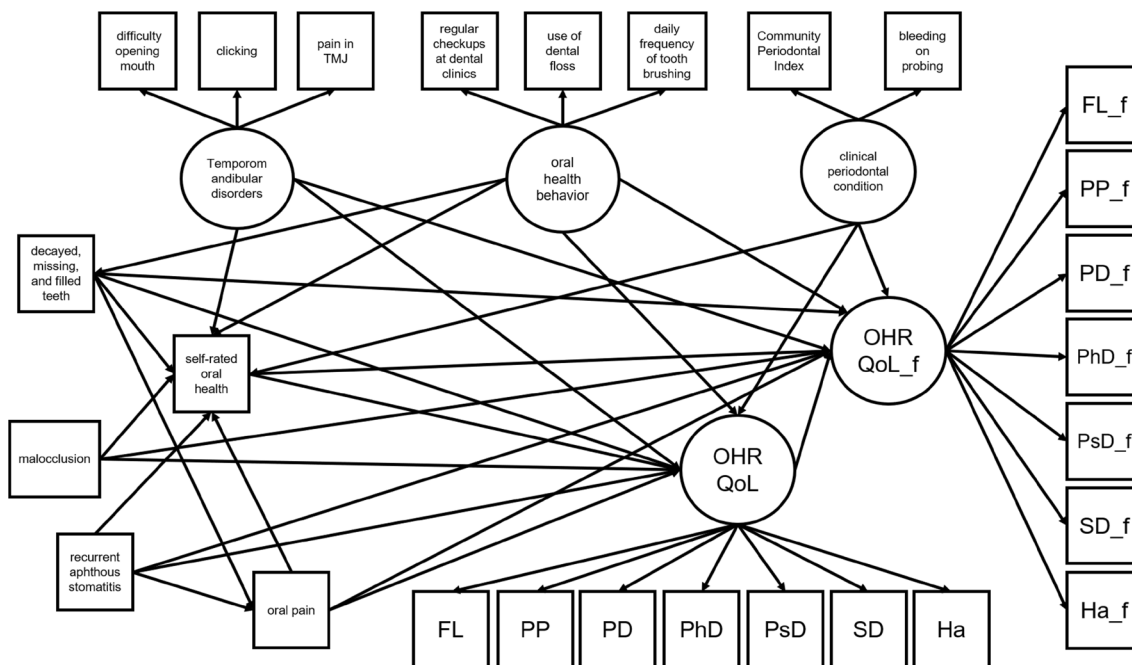 difficulty
opening
mouth
clicking
pain in
TMJ
regular
checkups
at dental
clinics
use of
dental
floss
daily
frequency
of tooth
brushing
Community
Periodontal
Index
bleeding
on
probing
FL_f
PP_f
PD_f
PhD_f
PsD_f
SD_f
Ha_f
Temporom
andibular
disorders
oral
health
behavior
clinical
periodontal
condition
decayed,
missing,
and filled
teeth
self-rated
oral
health
OHR
QoL_f
malocclusion
OHR
QoL
recurrent
aphthous
stomatitis
oral pain
FL
PP
PD
PhD
PsD
SD
Ha